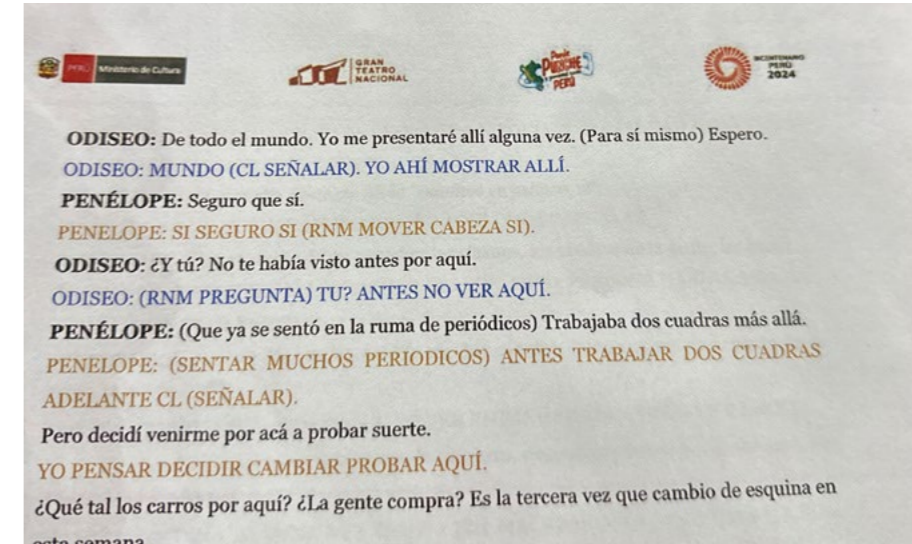 PERÚ Ministerio de Cultura
GRAN
TEATRO
NACIONAL
PERÚ
BICENTENARIO
PERÚ
2024
ODISEO: De todo el mundo. Yo me presentaré allí alguna vez. (Para sí mismo) Espero.
ODISEO: MUNDO (CL SEÑALAR). YO AHÍ MOSTRAR ALLÍ.
PENÉLOPE: Seguro que sí.
PENELOPE: SI SEGURO SI (RNM MOVER CABEZA SI).
ODISEO: ¿Y tú? No te había visto antes por aquí.
ODISEO: (RNM PREGUNTA) TU? ANTES NO VER AQUÍ.
PENÉLOPE: (Que ya se sentó en la ruma de periódicos) Trabajaba dos cuadras más allá.
PENELOPE: (SENTAR MUCHOS PERIODICOS) ANTES TRABAJAR DOS CUADRAS
ADELANTE CL (SEÑALAR).
Pero decidí venirme por acá a probar suerte.
YO PENSAR DECIDIR CAMBIAR PROBAR AQUÍ.
¿Qué tal los carros por aquí? ¿La gente compra? Es la tercera vez que cambio de esquina en
esta semana